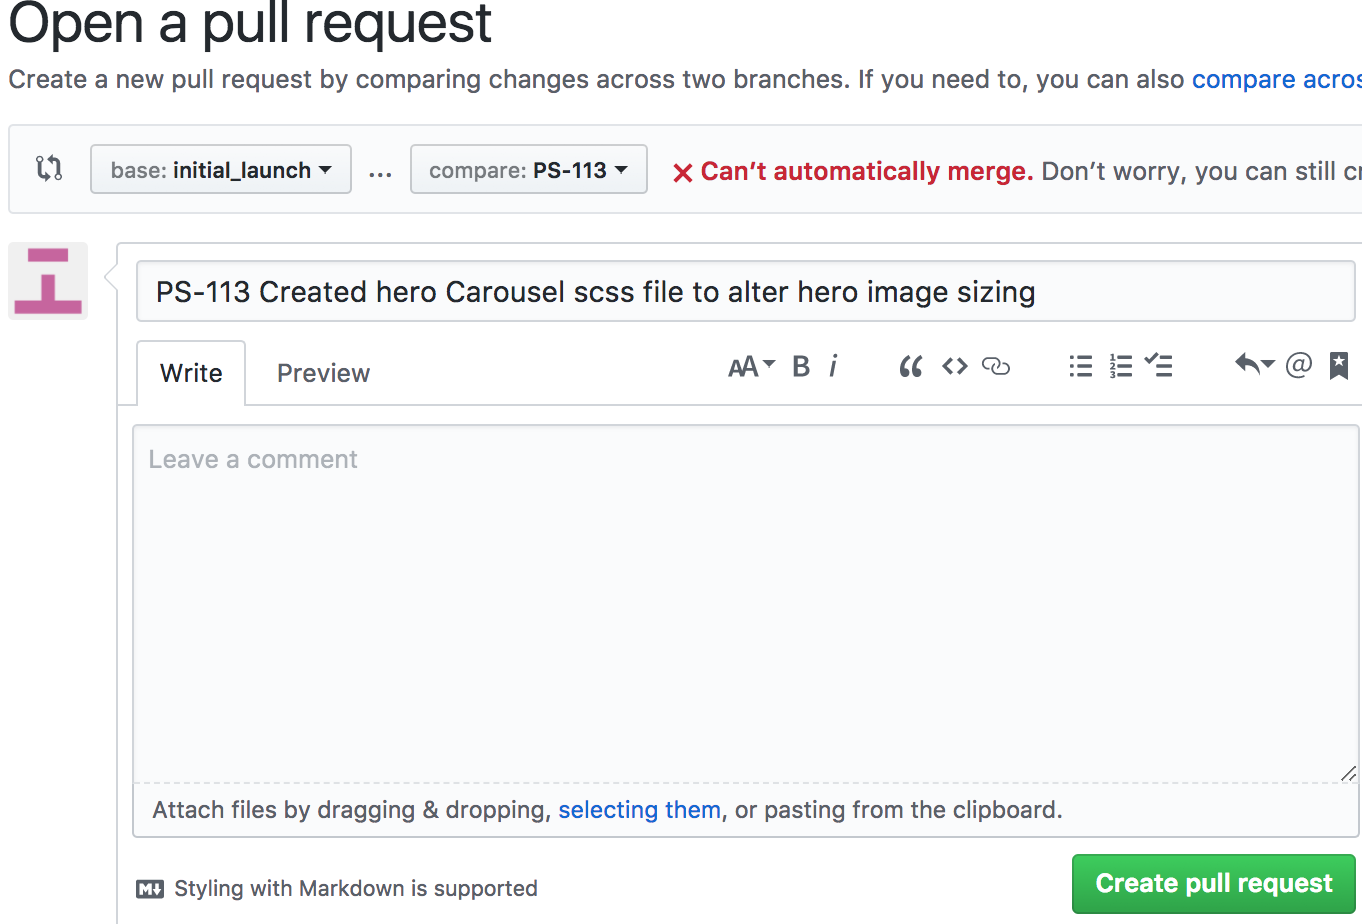 Open a pull request
Create a new pull request by comparing changes across two branches. If you need to, you can also compare acros
base: initial_launch ... compare: PS-113 Can’t automatically merge. Don’t worry, you can still cr
PS-113 Created hero Carousel scss file to alter hero image sizing
Write Preview AA B i
Leave a comment
Attach files by dragging & dropping, selecting them, or pasting from the clipboard.
Styling with Markdown is supported
Create pull request